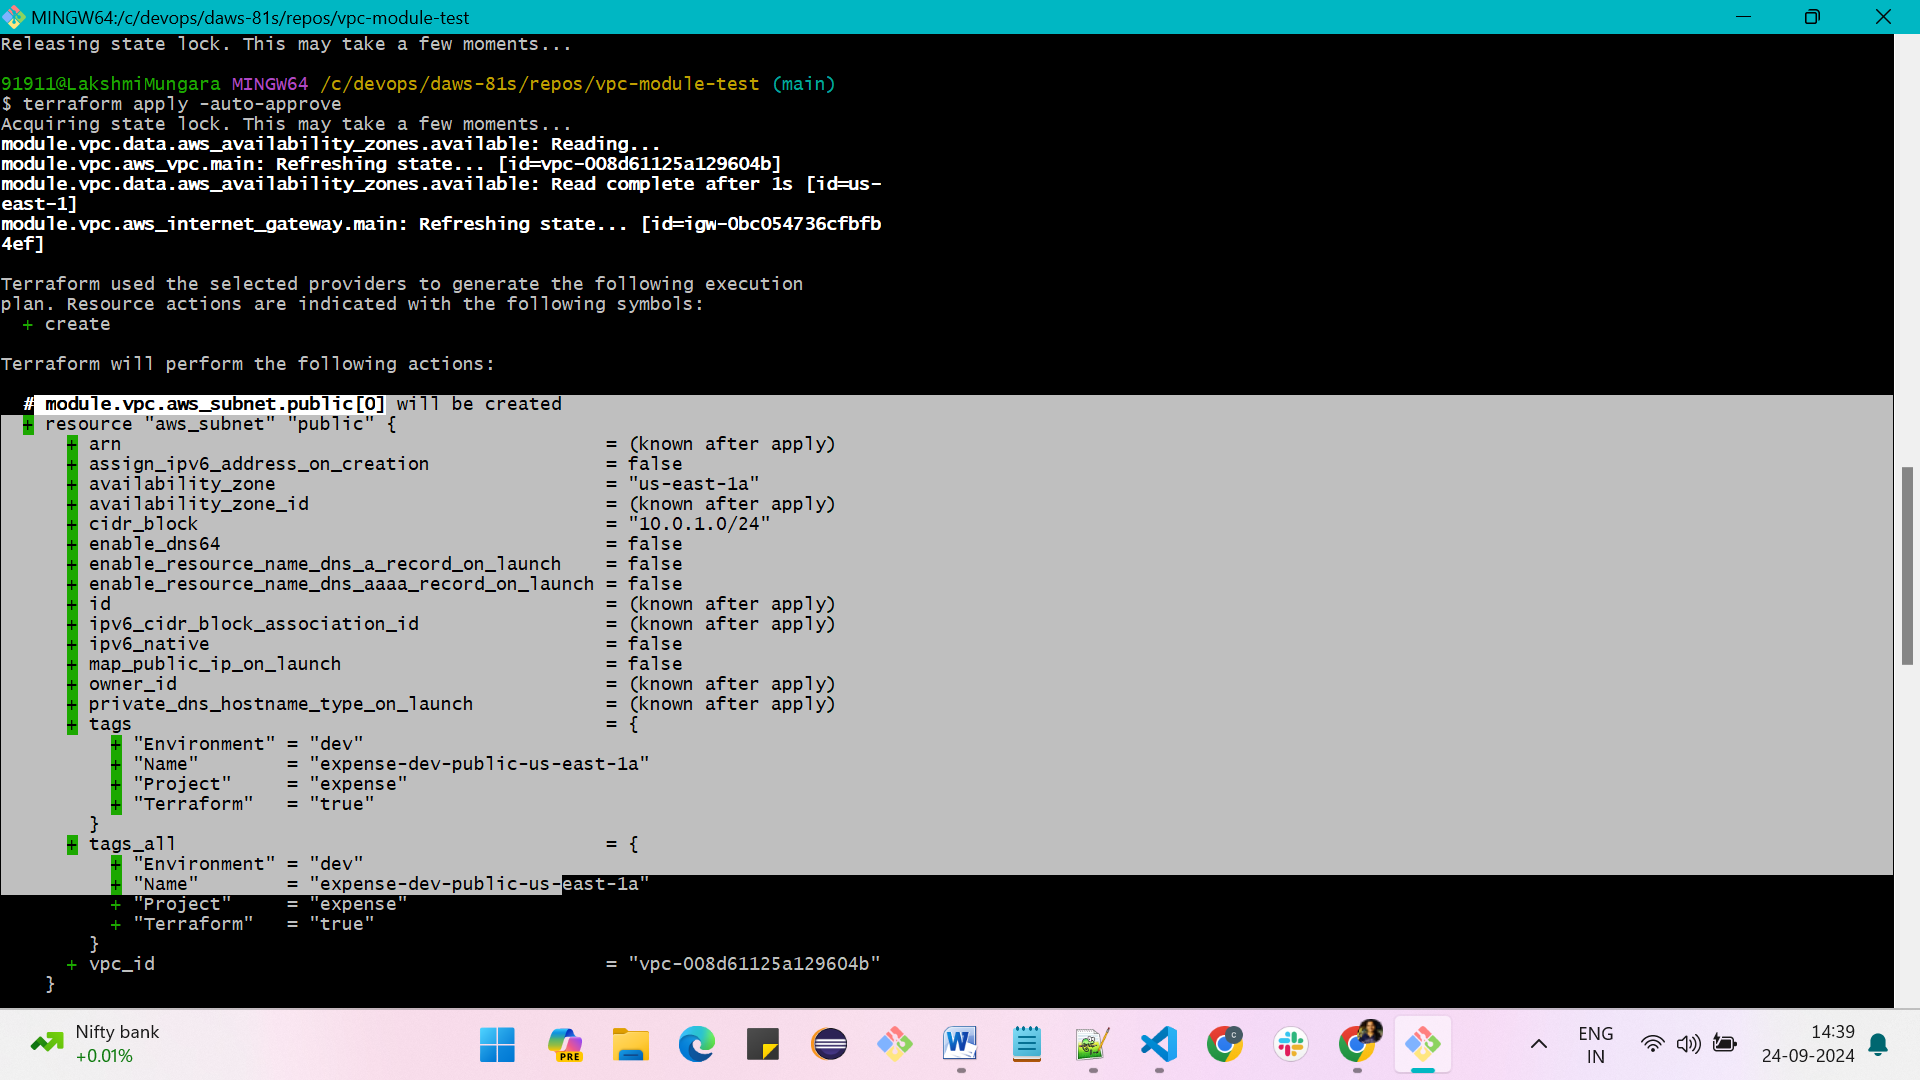 MINGW64:/c/devops/daws-81s/repos/vpc-module-test
Releasing state lock. This may take a few moments...
91911@LakshmiMungara MINGW64 /c/devops/daws-81s/repos/vpc-module-test (main)
$ terraform apply -auto-approve
Acquiring state lock. This may take a few moments...
module.vpc.data.aws_availability_zones.available: Reading...
module.vpc.aws_vpc.main: Refreshing state... [id=vpc-008d61125a129604b]
module.vpc.data.aws_availability_zones.available: Read complete after 1s [id=us-
east-1]
module.vpc.aws_internet_gateway.main: Refreshing state... [id=igw-0bc054736cfbfb
4ef]
Terraform used the selected providers to generate the following execution
plan. Resource actions are indicated with the following symbols:
+ create
Terraform will perform the following actions:
# module.vpc.aws_subnet.public[0] will be created
+ resource "aws_subnet" "public" {
+ arn = (known after apply)
+ assign_ipv6_address_on_creation = false
+ availability_zone = "us-east-1a"
+ availability_zone_id = (known after apply)
+ cidr_block = "10.0.1.0/24"
+ enable_dns64 = false
+ enable_resource_name_dns_a_record_on_launch = false
+ enable_resource_name_dns_aaaa_record_on_launch = false
+ id = (known after apply)
+ ipv6_cidr_block_association_id = (known after apply)
+ ipv6_native = false
+ map_public_ip_on_launch = false
+ owner_id = (known after apply)
+ private_dns_hostname_type_on_launch = (known after apply)
+ tags = {
+ "Environment" = "dev"
+ "Name" = "expense-dev-public-us-east-1a"
+ "Project" = "expense"
+ "Terraform" = "true"
}
+ tags_all = {
+ "Environment" = "dev"
+ "Name" = "expense-dev-public-us-east-1a"
+ "Project" = "expense"
+ "Terraform" = "true"
}
+ vpc_id = "vpc-008d61125a129604b"
}
Nifty bank
+0.01%
PRE
W
C
ENG
IN
14:39
24-09-2024